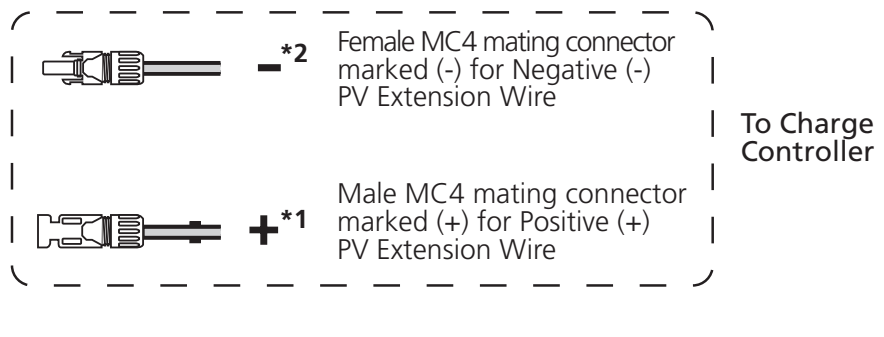 -*2
Female MC4 mating connector
marked (-) for Negative (-)
PV Extension Wire
To Charge
Controller
+*1
Male MC4 mating connector
marked (+) for Positive (+)
PV Extension Wire